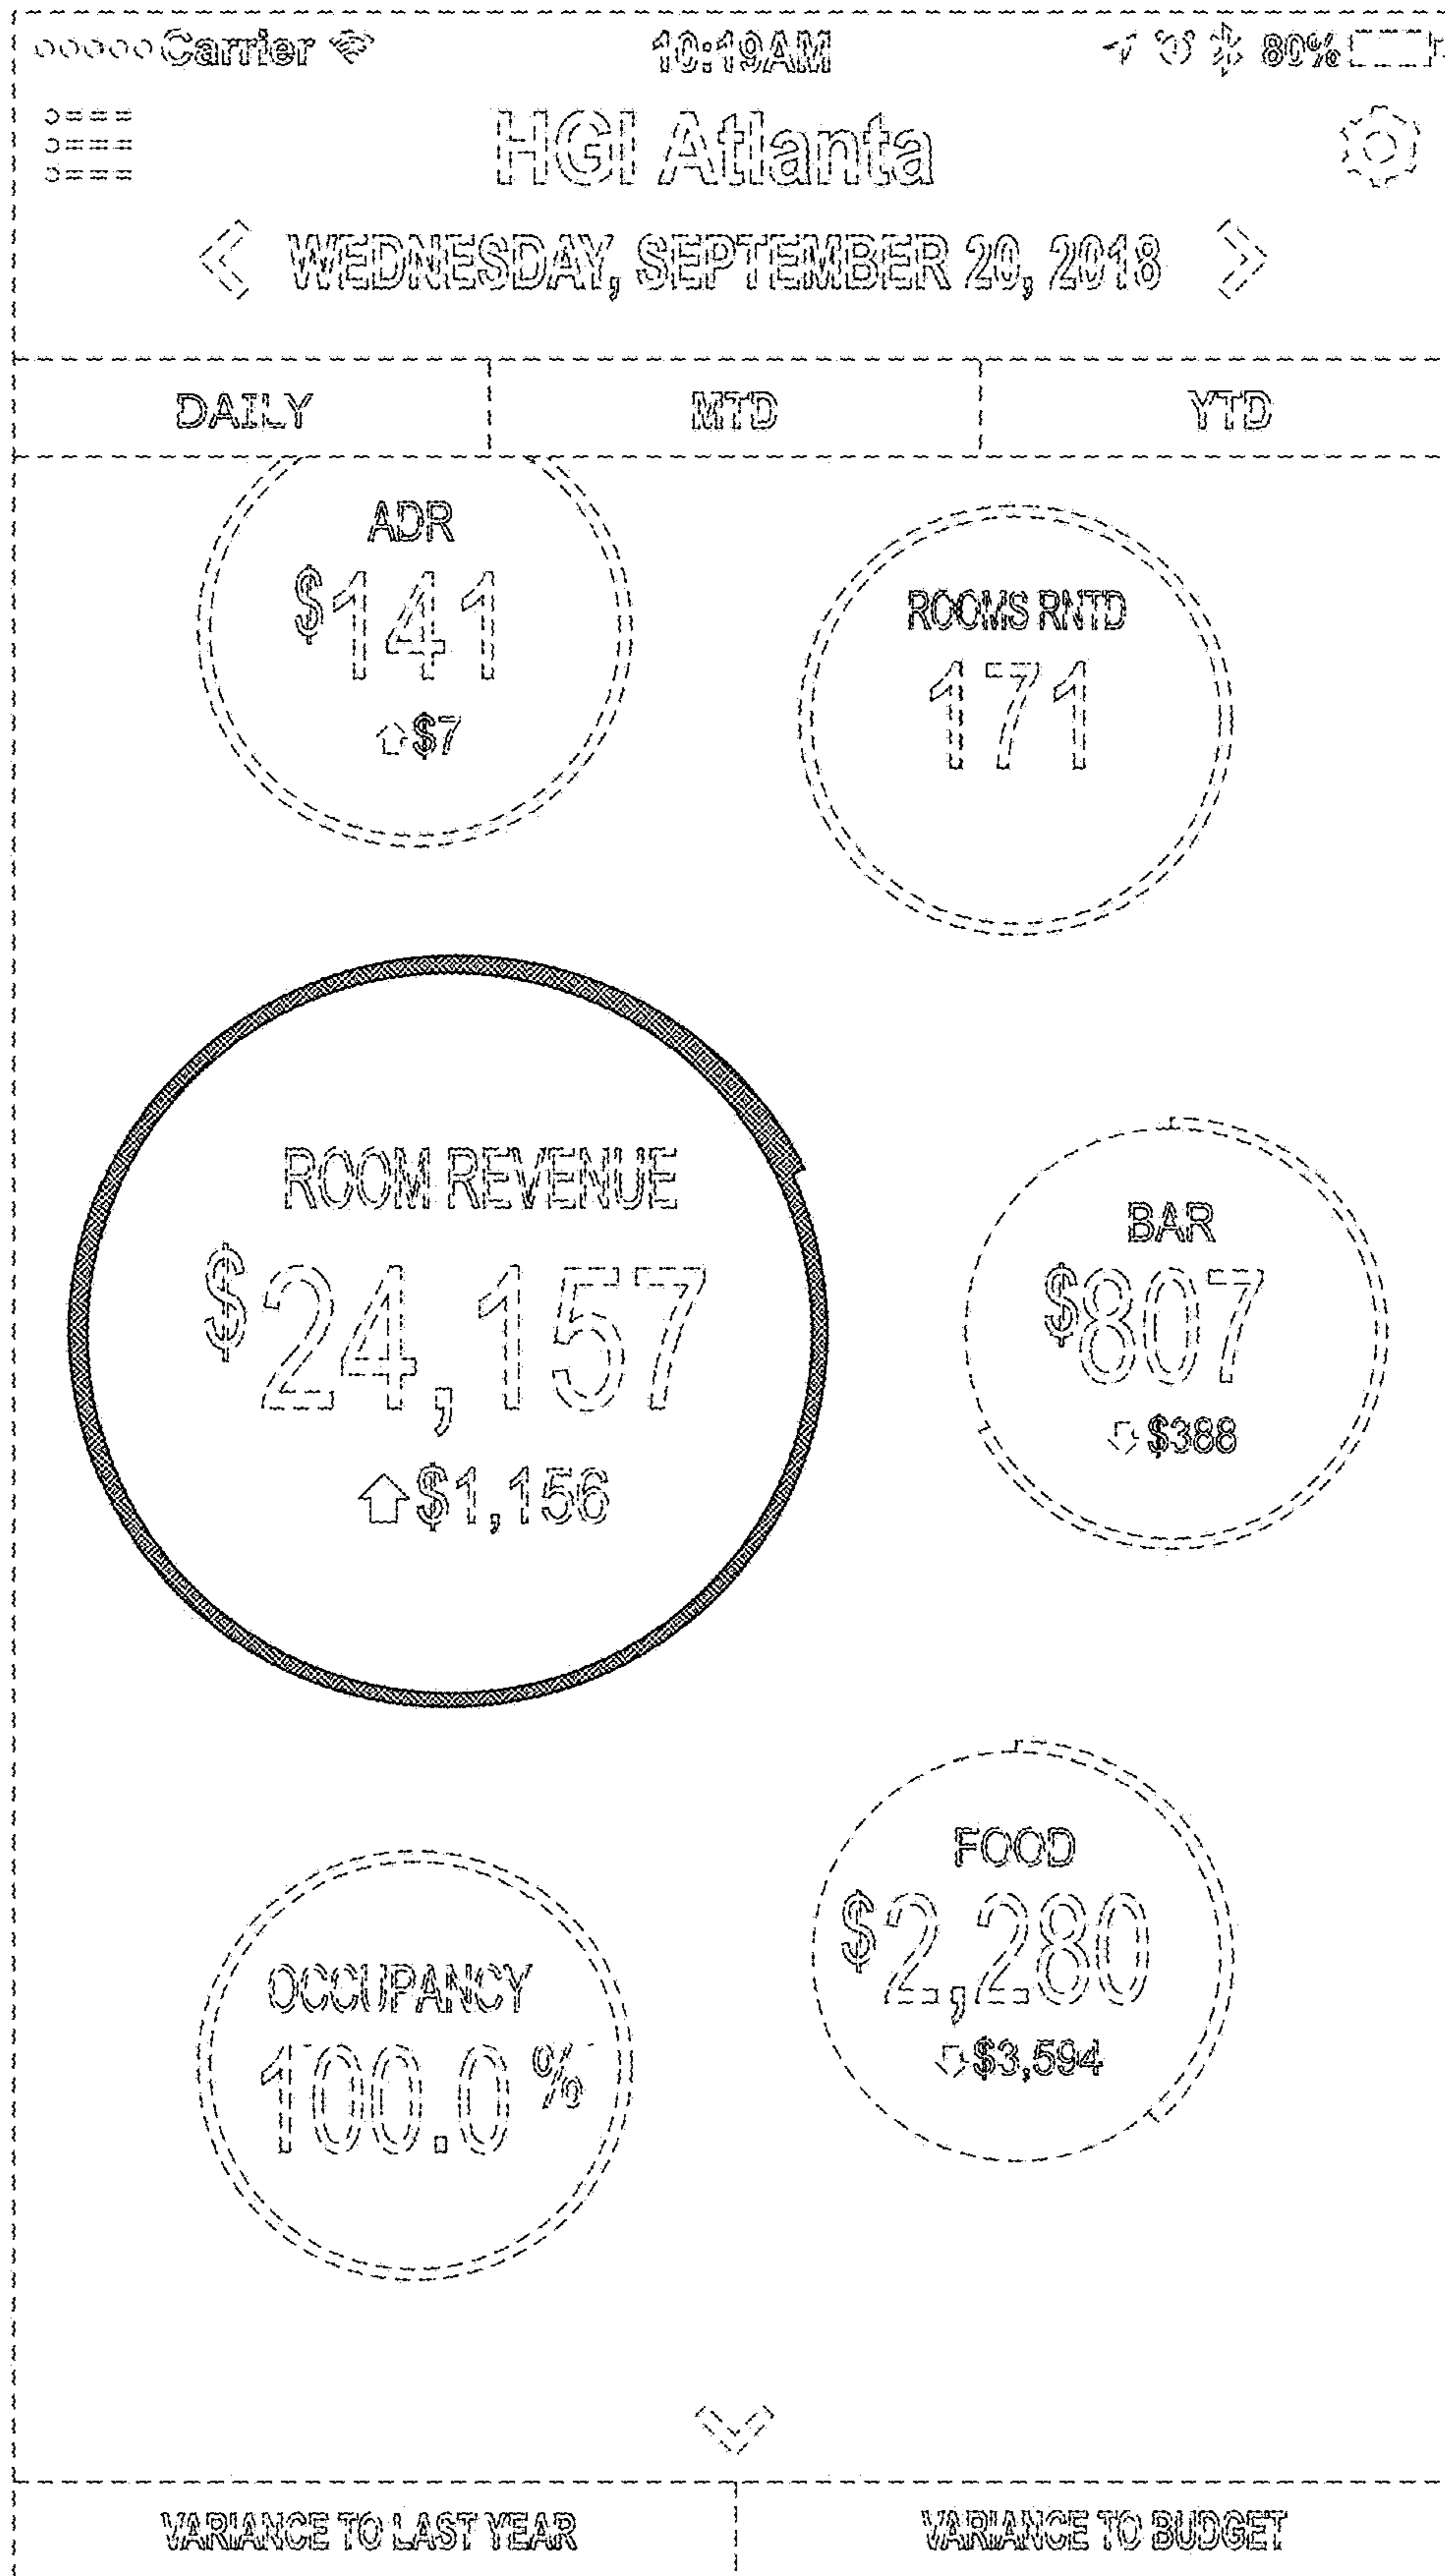 Carrier 10:19AM 80%
HGI Atlanta
WEDNESDAY, SEPTEMBER 20, 2018
DAILY MTD YTD
ADR
$141
$7
ROOMS RNTD
171
ROOM REVENUE
$24,157
$1,156
BAR
$807
$388
FOOD
$2,280
$3,594
OCCUPANCY
100.0%
VARIANCE TO LAST YEAR VARIANCE TO BUDGET